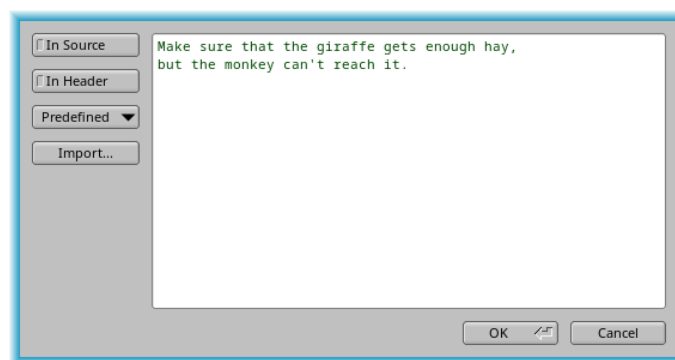 In Source
In Header
Predefined
Import...
Make sure that the giraffe gets enough hay,
but the monkey can't reach it.
OK
Cancel